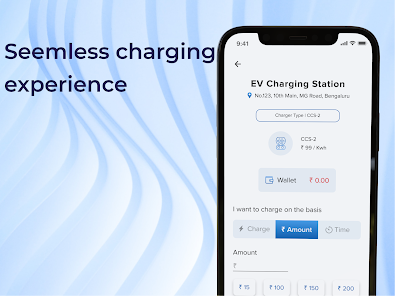 Seemless charging
experience
9:41
EV Charging Station
No.123, 10th Main, MG Road, Bengaluru
Charger Type | CCS-2
CCS-2
₹ 99 / Kwh
Wallet ₹ 0.00
I want to charge on the basis
Charge ₹ Amount Time
Amount
₹
₹ 15 ₹ 100 ₹ 150 ₹ 200